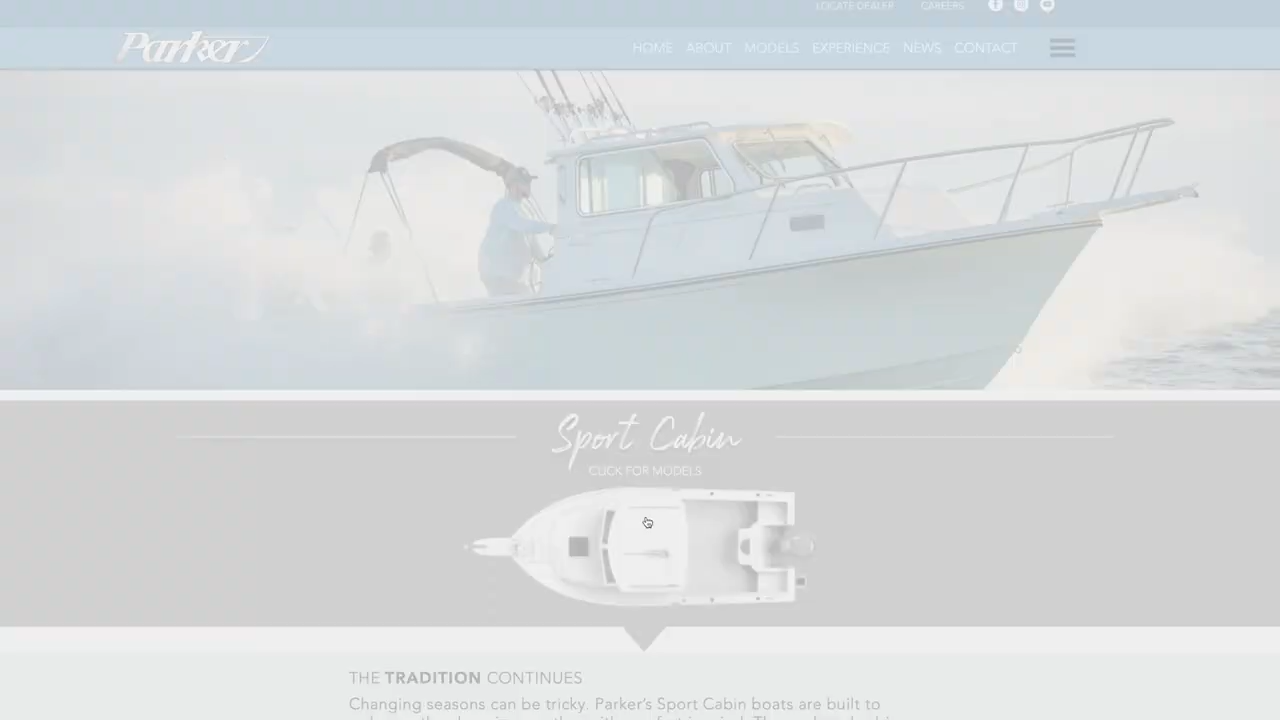 LOCATE DEALER CAREERS
Parker
HOME ABOUT MODELS EXPERIENCE NEWS CONTACT
Sport Cabin
CLICK FOR MODELS
THE TRADITION CONTINUES
Changing seasons can be tricky. Parker's Sport Cabin boats are built to